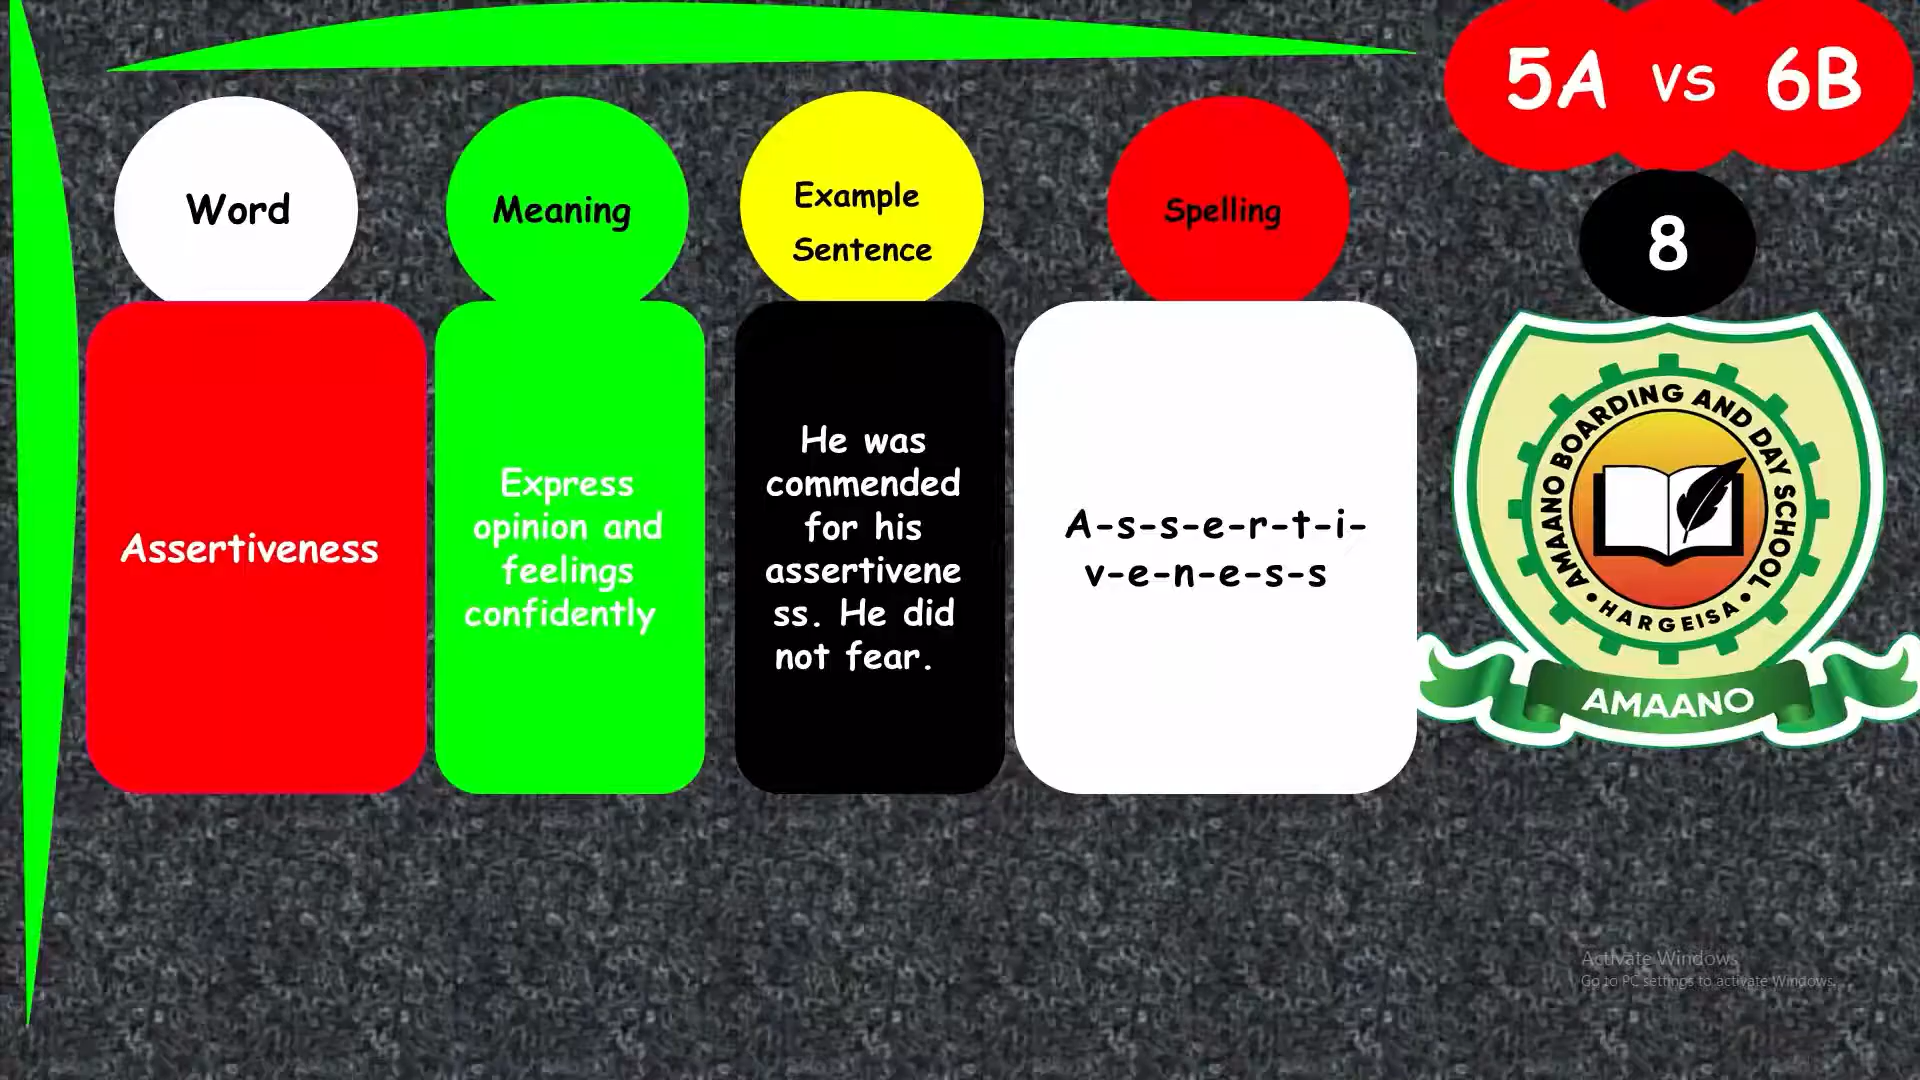 5A vs 6B
8
Word
Meaning
Example
Sentence
Spelling
Assertiveness
Express
opinion and
feelings
confidently
He was
commended
for his
assertivene
ss. He did
not fear.
A-s-s-e-r-t-i-
v-e-n-e-s-s
AMAANO BOARDING AND DAY SCHOOL
• HARGEISA •
AMAANO
Activate Windows
Go to PC settings to activate Windows.